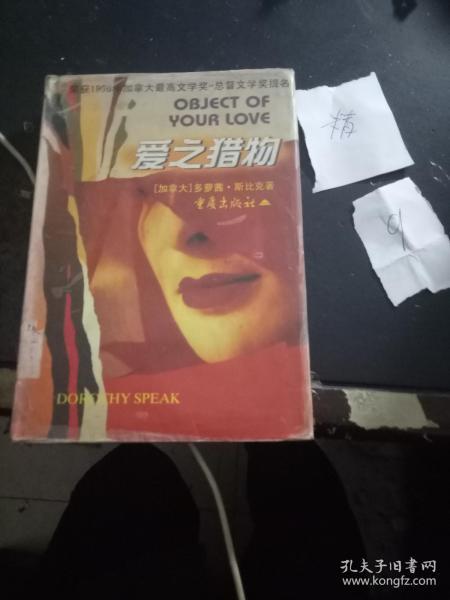 荣获1996年加拿大最高文学奖-总督文学奖提名
OBJECT OF
YOUR LOVE
爱之猎物
[加拿大]多萝茜·斯比克著
重庆出版社
DOROTHY SPEAK
精
9
孔夫子旧书网
www.kongfz.com